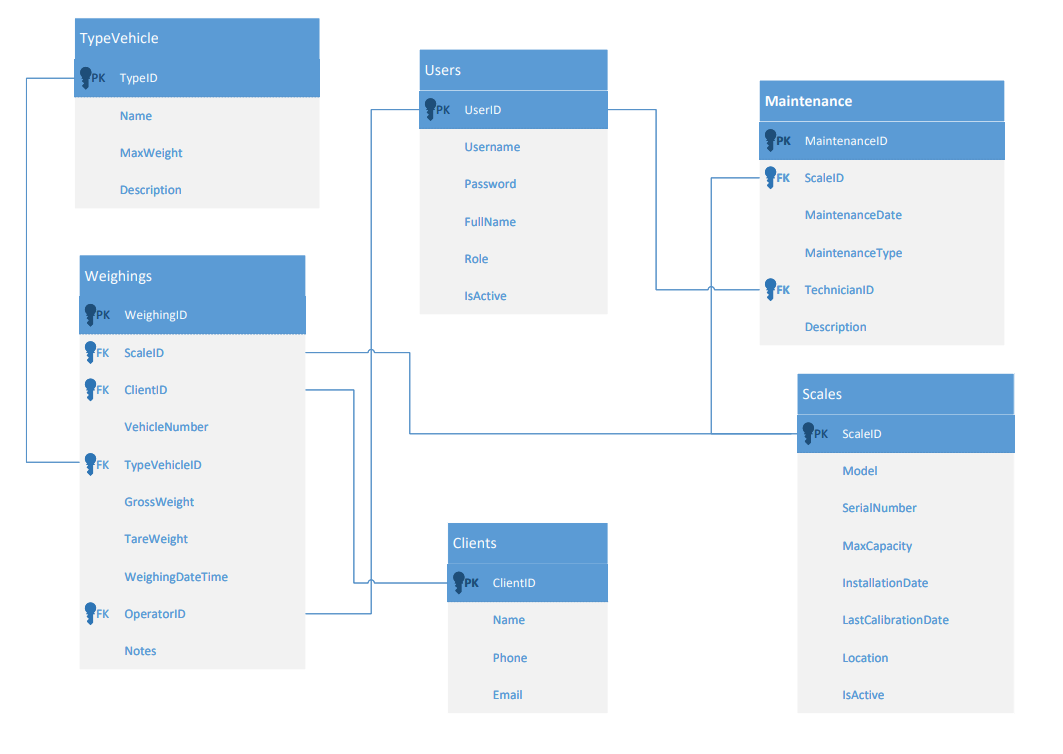 TypeVehicle
PK TypeID
Name
MaxWeight
Description
Users
PK UserID
Username
Password
FullName
Role
IsActive
Maintenance
PK MaintenanceID
FK ScaleID
MaintenanceDate
MaintenanceType
FK TechnicianID
Description
Weighings
PK WeighingID
FK ScaleID
FK ClientID
VehicleNumber
FK TypeVehicleID
GrossWeight
TareWeight
WeighingDateTime
FK OperatorID
Notes
Clients
PK ClientID
Name
Phone
Email
Scales
PK ScaleID
Model
SerialNumber
MaxCapacity
InstallationDate
LastCalibrationDate
Location
IsActive